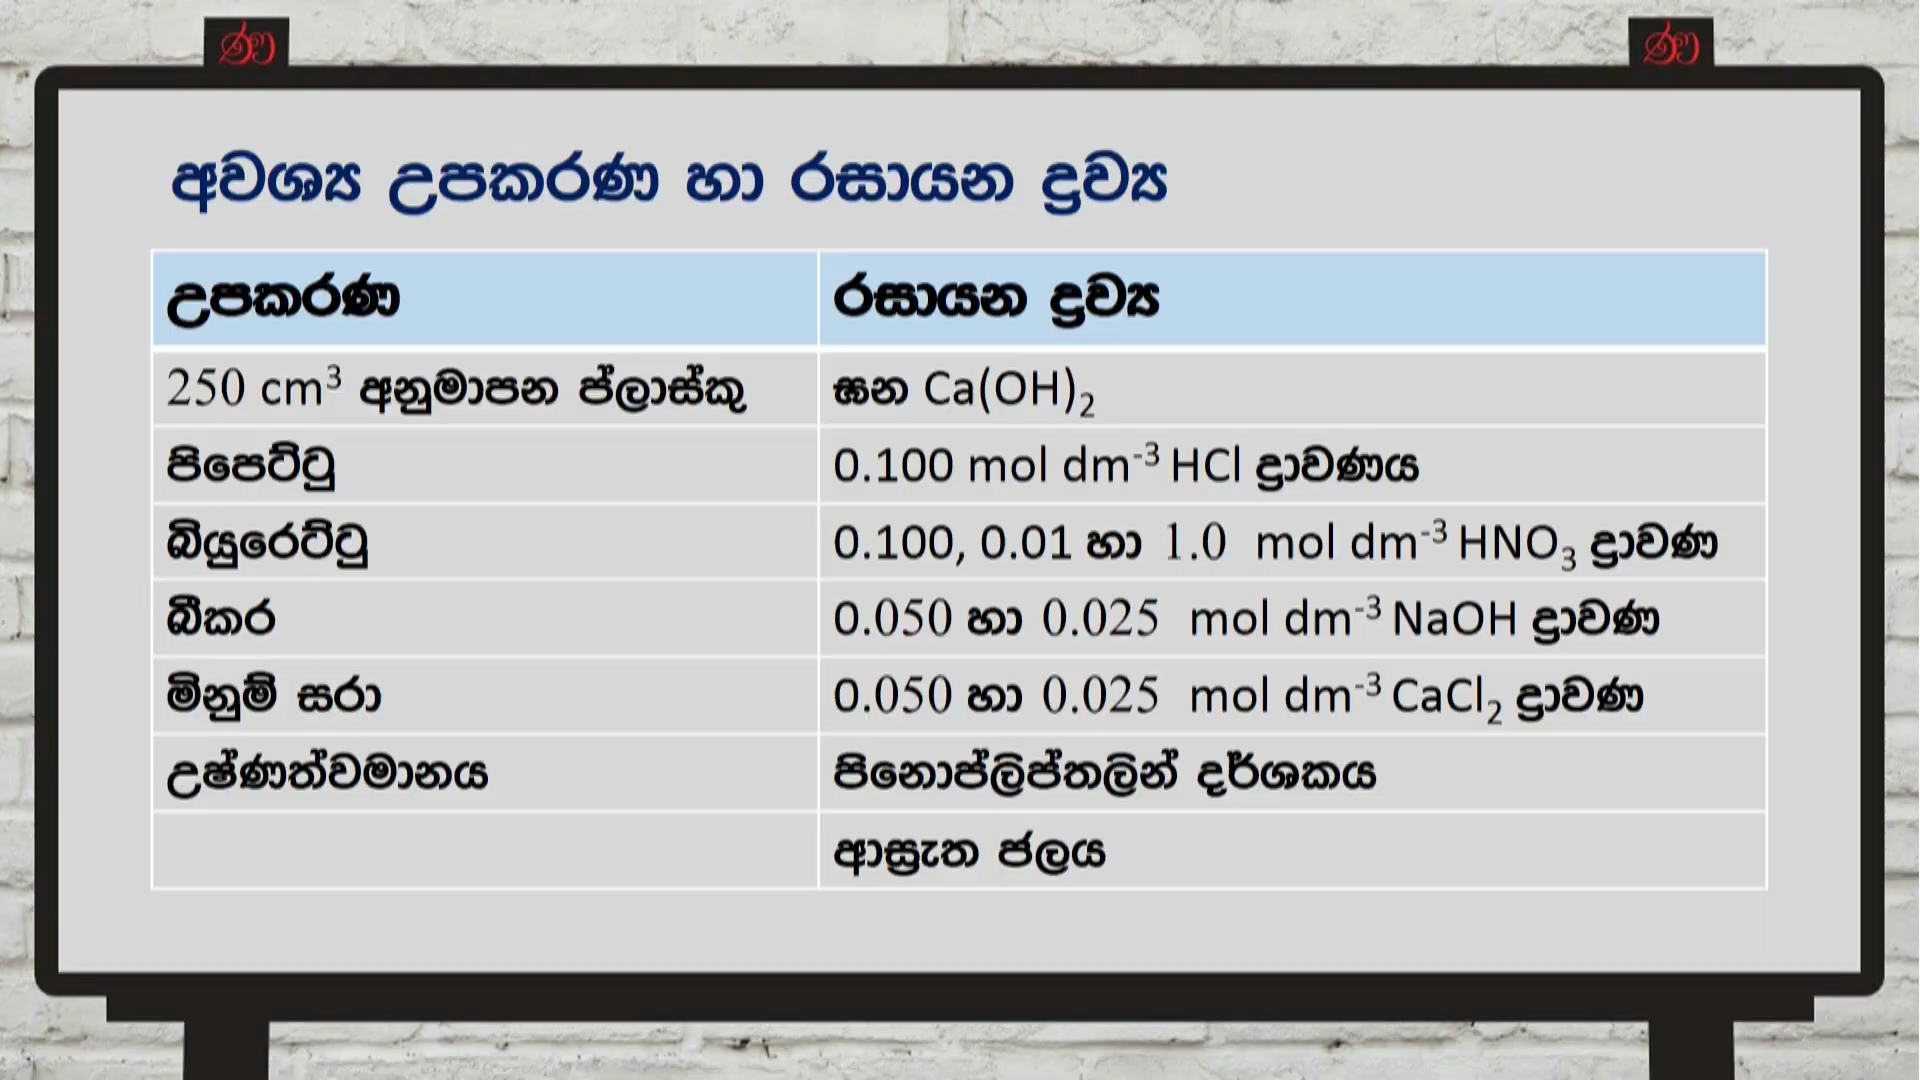 අවශ්‍ය උපකරණ හා රසායන ද්‍රව්‍ය
උපකරණ රසායන ද්‍රව්‍ය
250 cm³ අනුමාපන ප්ලාස්කු ඝන Ca(OH)₂
පිපෙට්ටු 0.100 mol dm⁻³ HCl ද්‍රාවණය
බියුරෙට්ටු 0.100, 0.01 හා 1.0 mol dm⁻³ HNO₃ ද්‍රාවණ
බීකර 0.050 හා 0.025 mol dm⁻³ NaOH ද්‍රාවණ
මිනුම් සරා 0.050 හා 0.025 mol dm⁻³ CaCl₂ ද්‍රාවණ
උෂ්ණත්වමානය පිනොප්ලිප්තලින් දර්ශකය
ආස්‍රැත ජලය